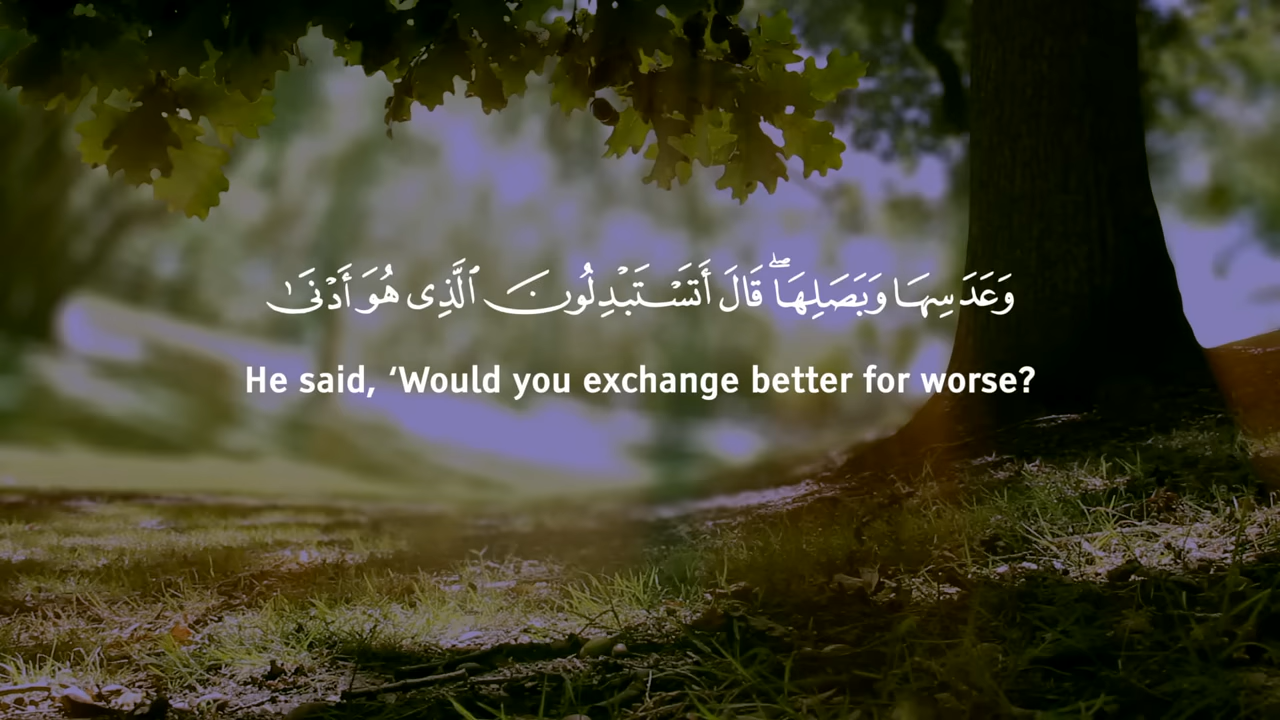 وَعَدَسِهَا وَبَصَلِهَاۖ قَالَ أَتَسْتَبْدِلُونَ ٱلَّذِى هُوَ أَدْنَىٰ
He said, ‘Would you exchange better for worse?